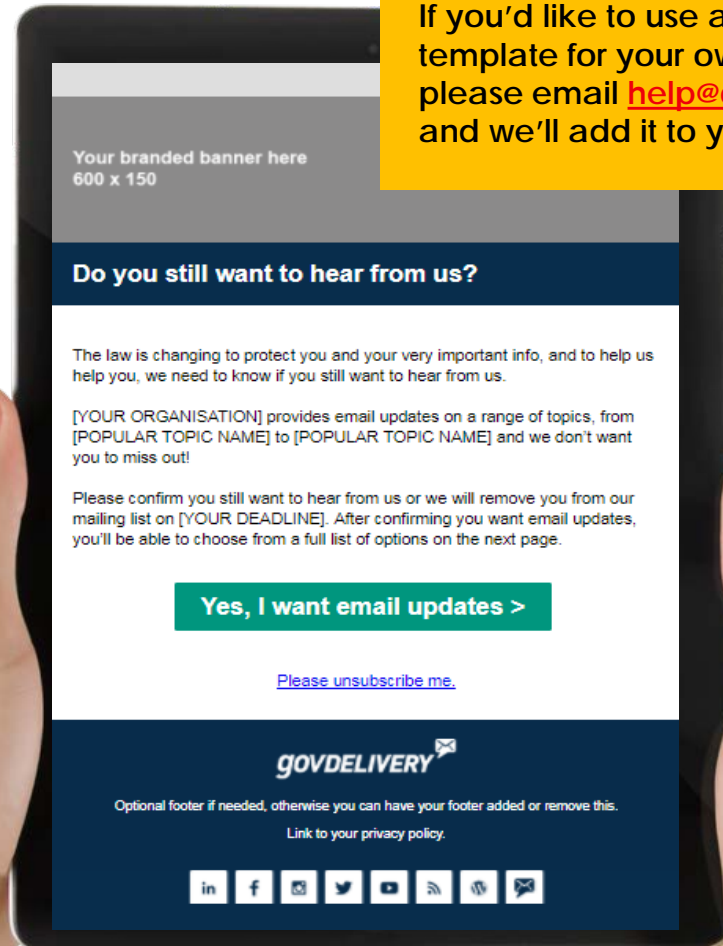 If you'd like to use a
template for your ow
please email help@
and we'll add it to y
Your branded banner here
600 x 150
Do you still want to hear from us?
The law is changing to protect you and your very important info, and to help us
help you, we need to know if you still want to hear from us.
[YOUR ORGANISATION] provides email updates on a range of topics, from
[POPULAR TOPIC NAME] to [POPULAR TOPIC NAME] and we don't want
you to miss out!
Please confirm you still want to hear from us or we will remove you from our
mailing list on [YOUR DEADLINE]. After confirming you want email updates,
you'll be able to choose from a full list of options on the next page.
Yes, I want email updates >
Please unsubscribe me.
GOVDELIVERY
Optional footer if needed, otherwise you can have your footer added or remove this.
Link to your privacy policy.
in f